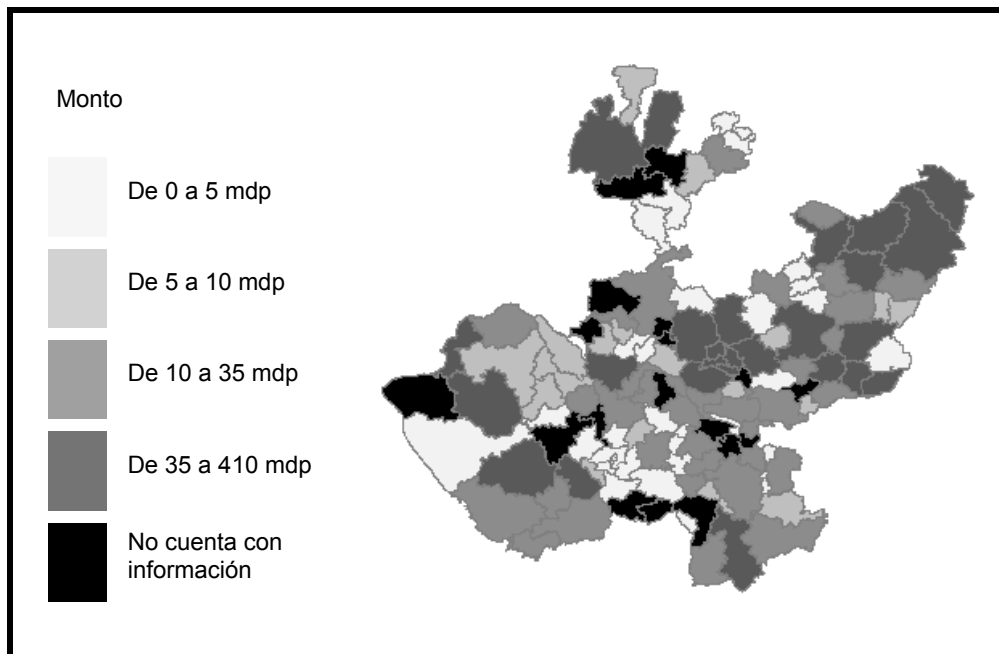 Monto
De 0 a 5 mdp
De 5 a 10 mdp
De 10 a 35 mdp
De 35 a 410 mdp
No cuenta con
información